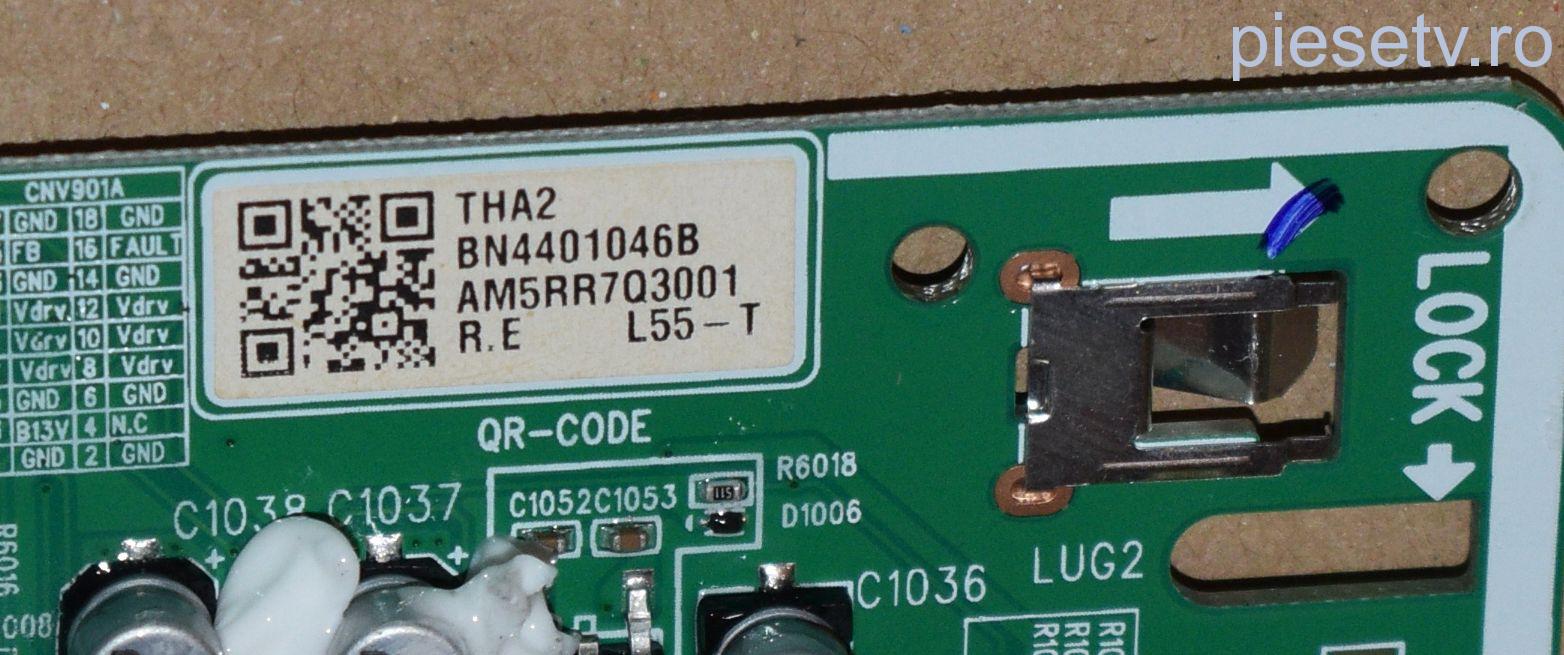 piesetv.ro
CNV901A
GND 18 GND
FB 16 FAULT
GND 14 GND
Vdrv 12 Vdrv
Vdrv 10 Vdrv
Vdrv 8 Vdrv
GND 6 GND
B13V 4 N.C
GND 2 GND
THA2
BN4401046B
AM5RR7Q3001
R.E L55-T
QR-CODE
LOCK
C1038 C1037
C1052 C1053
R6018
511
D1006
C1036
LUG2
R6016